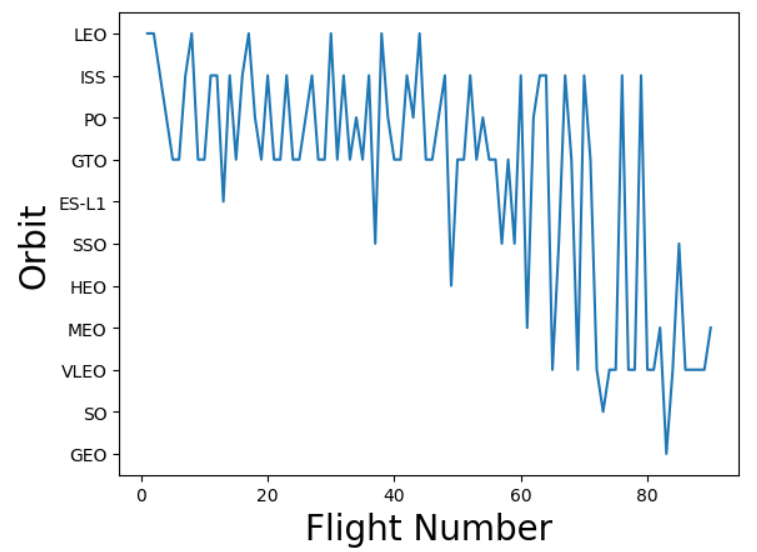 LEO
ISS
PO
GTO
ES-L1
SSO
HEO
MEO
VLEO
SO
GEO
Orbit
0 20 40 60 80
Flight Number